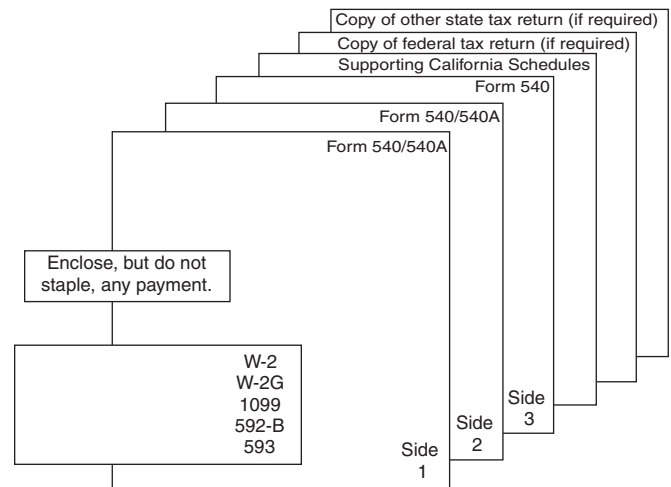 Copy of other state tax return (if required)
Copy of federal tax return (if required)
Supporting California Schedules
Form 540
Form 540/540A
Form 540/540A
Enclose, but do not
staple, any payment.
W-2
W-2G
1099
592-B
593
Side
1
Side
2
Side
3